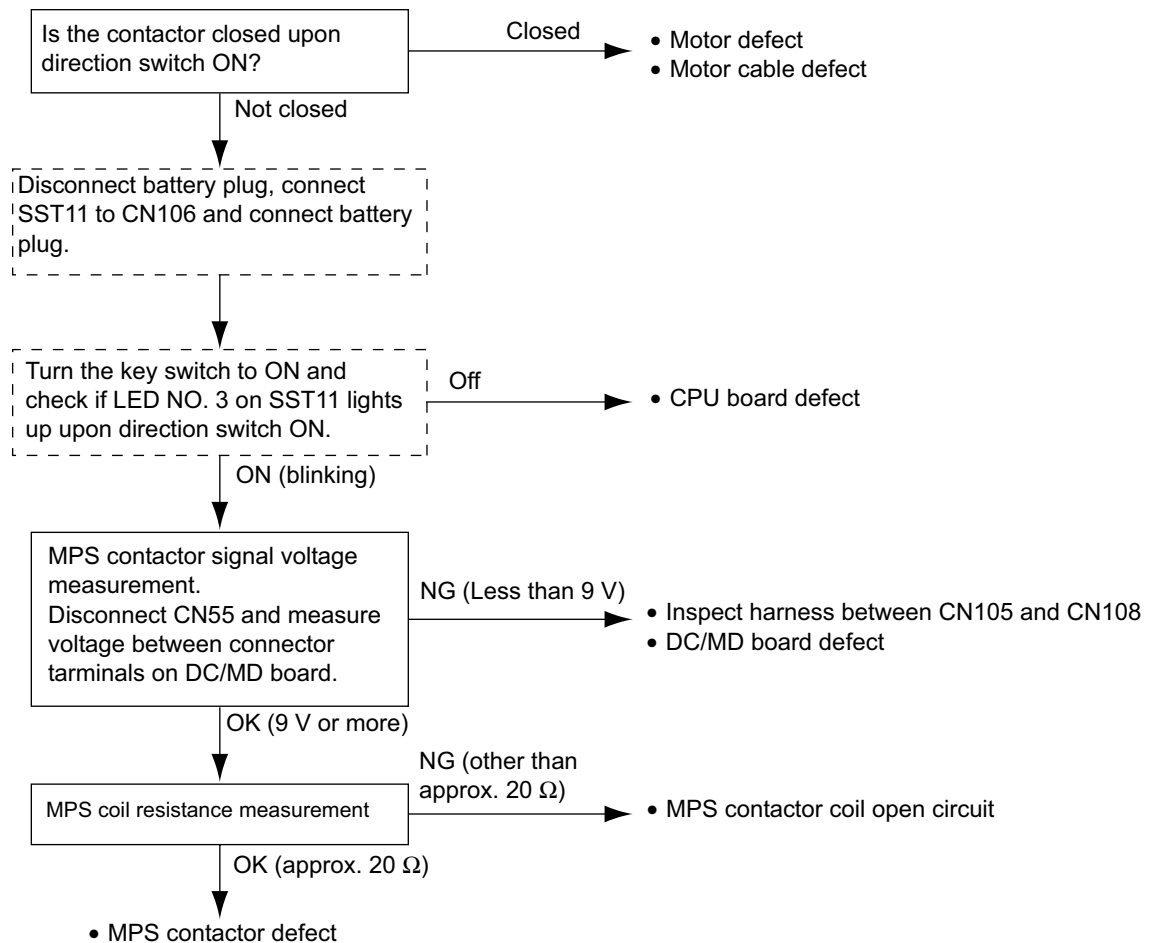 Is the contactor closed upon
direction switch ON?
Closed
• Motor defect
• Motor cable defect
Not closed
Disconnect battery plug, connect
SST11 to CN106 and connect battery
plug.
Turn the key switch to ON and
check if LED NO. 3 on SST11 lights
up upon direction switch ON.
Off
• CPU board defect
ON (blinking)
MPS contactor signal voltage
measurement.
Disconnect CN55 and measure
voltage between connector
tarminals on DC/MD board.
NG (Less than 9 V)
• Inspect harness between CN105 and CN108
• DC/MD board defect
OK (9 V or more)
MPS coil resistance measurement
NG (other than
approx. 20 Ω)
• MPS contactor coil open circuit
OK (approx. 20 Ω)
• MPS contactor defect